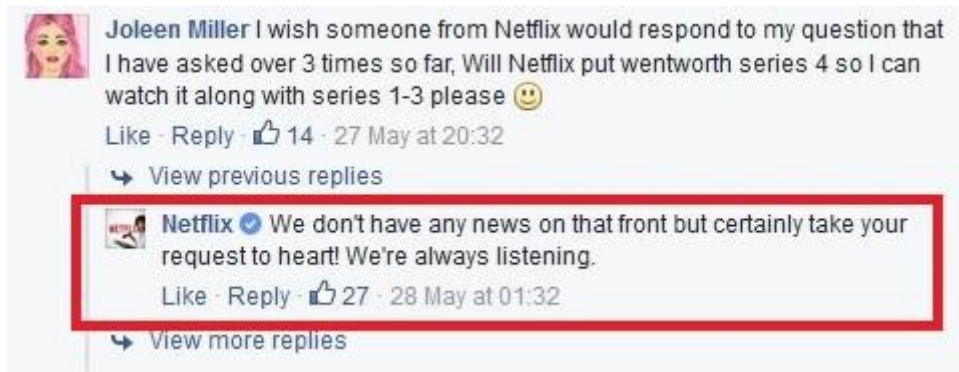 Joleen Miller I wish someone from Netflix would respond to my question that
I have asked over 3 times so far, Will Netflix put wentworth series 4 so I can
watch it along with series 1-3 please
Like · Reply · 14 · 27 May at 20:32
View previous replies
NETFLIX
Netflix We don't have any news on that front but certainly take your
request to heart! We're always listening.
Like · Reply · 27 · 28 May at 01:32
View more replies